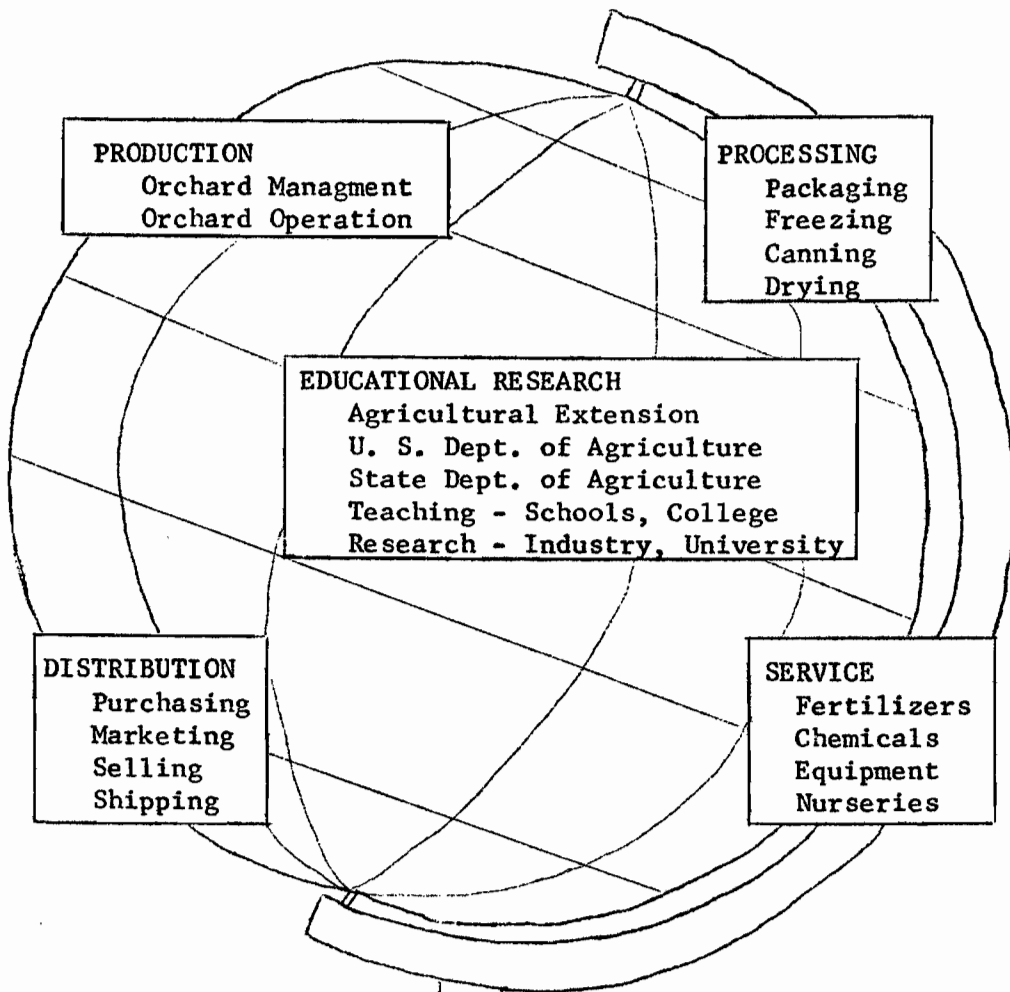 PRODUCTION
Orchard Managment
Orchard Operation
PROCESSING
Packaging
Freezing
Canning
Drying
EDUCATIONAL RESEARCH
Agricultural Extension
U. S. Dept. of Agriculture
State Dept. of Agriculture
Teaching - Schools, College
Research - Industry, University
DISTRIBUTION
Purchasing
Marketing
Selling
Shipping
SERVICE
Fertilizers
Chemicals
Equipment
Nurseries